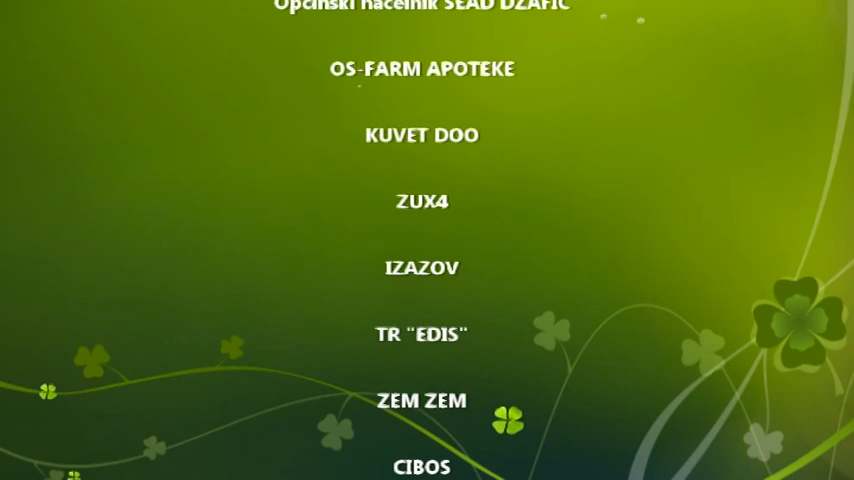 Općinski načelnik SEAD DŽAFIĆ
OS-FARM APOTEKE
KUVET DOO
ZUX4
IZAZOV
TR "EDIS"
ZEM ZEM
CIBOS